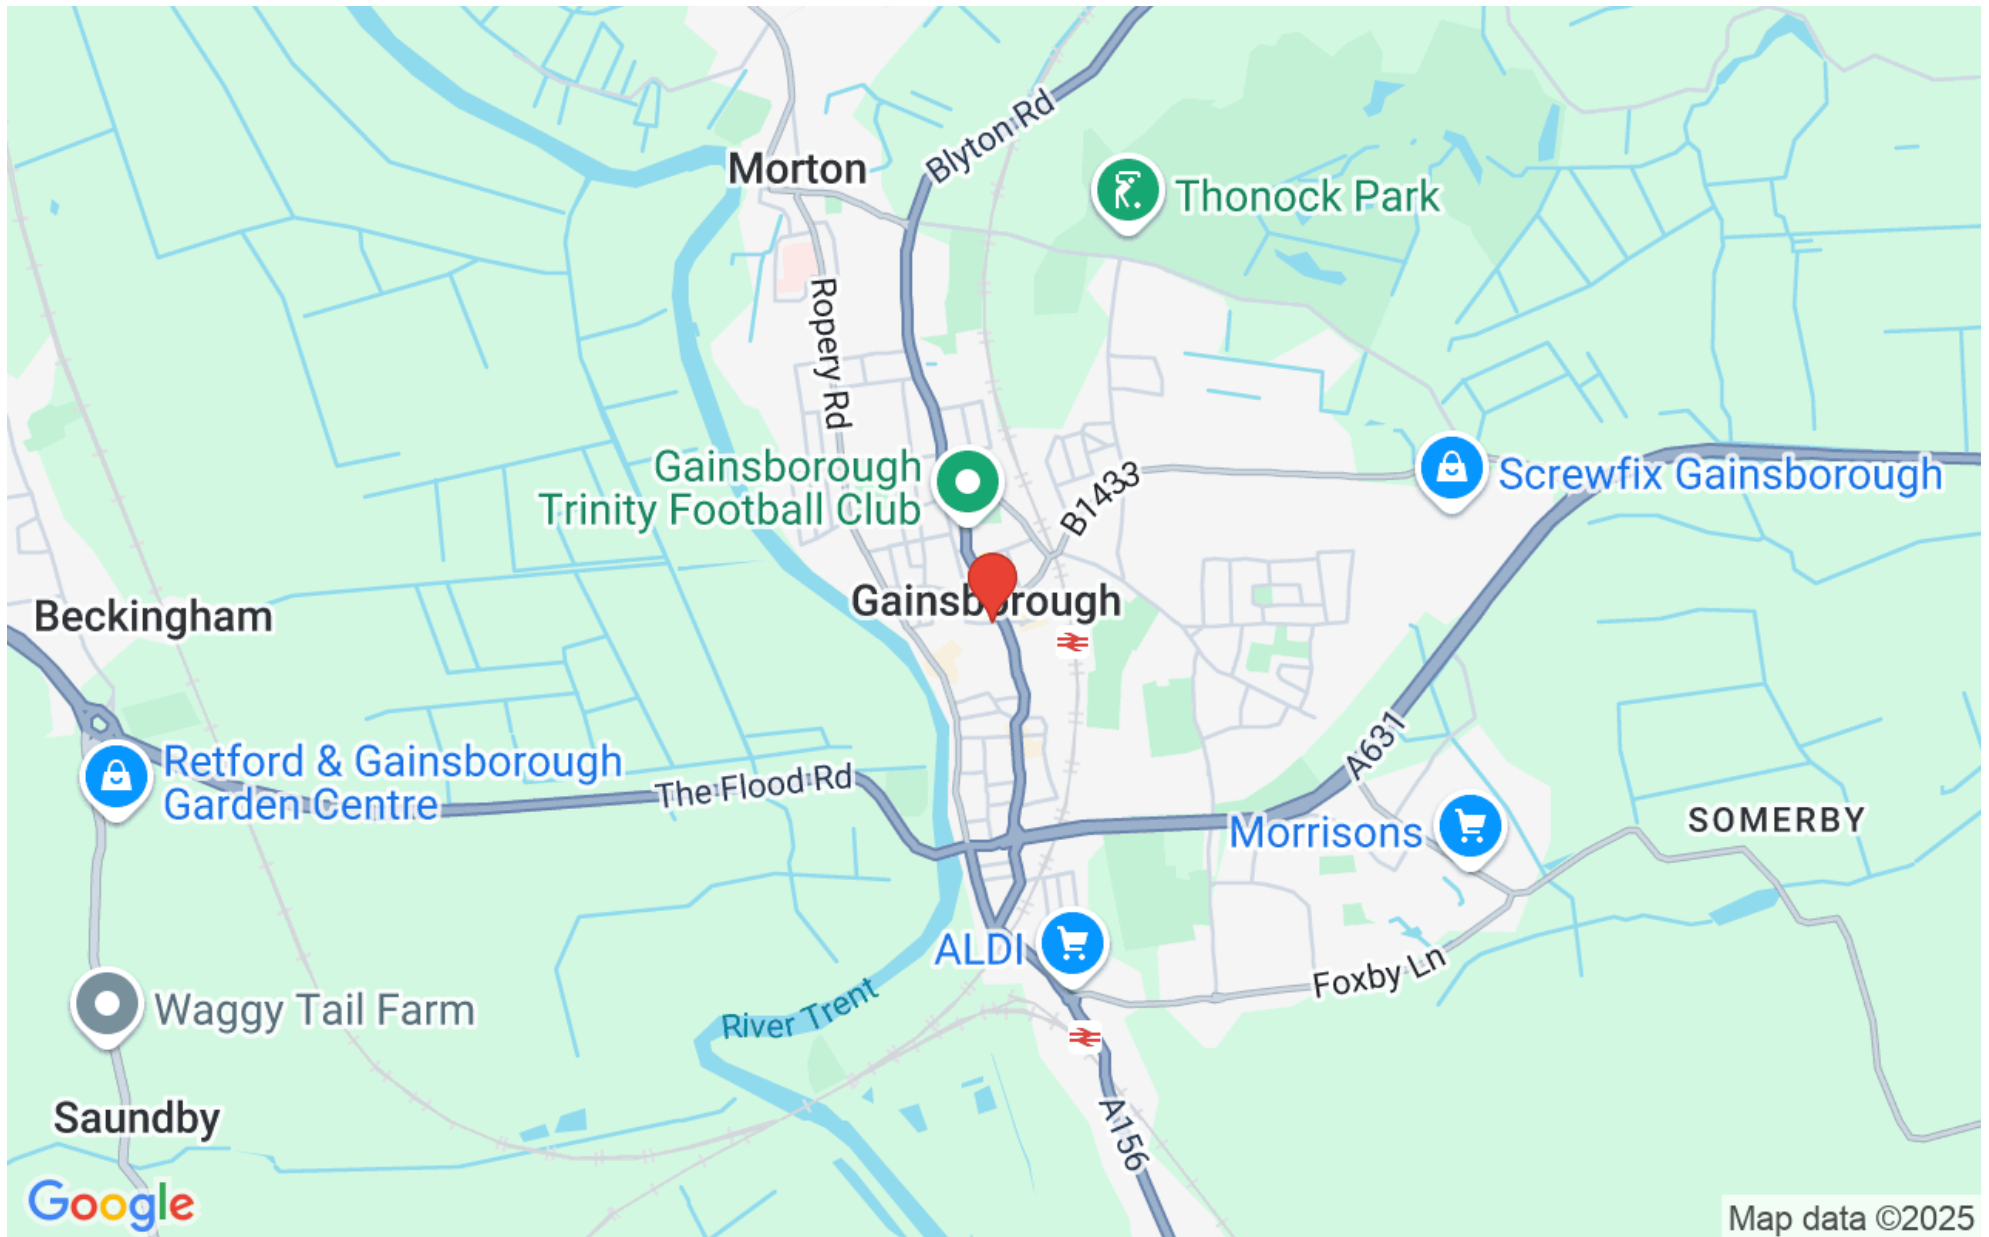 Blyton Rd
Morton
Thonock Park
Ropery Rd
Gainsborough
Trinity Football Club
B1433
Screwfix Gainsborough
Gainsborough
Beckingham
A631
Retford & Gainsborough
Garden Centre
The Flood Rd
Morrisons
SOMERBY
ALDI
Foxby Ln
Waggy Tail Farm
River Trent
Saundby
A156
Google
Map data ©2025